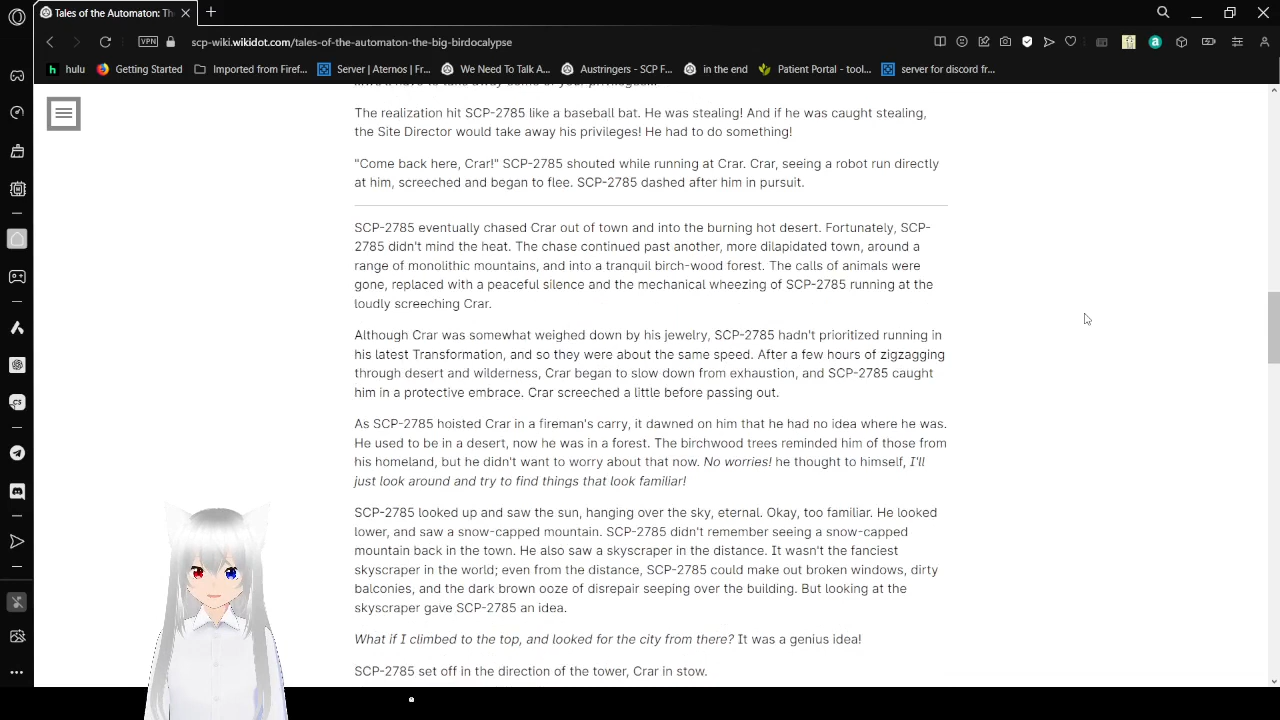 Tales of the Automaton: Th
scp-wiki.wikidot.com/tales-of-the-automaton-the-big-birdocalypse
VPN
hulu
Getting Started
Imported from Firef...
Server | Aternos | Fr...
We Need To Talk A...
Austringers - SCP F...
in the end
Patient Portal - tool...
server for discord fr...
The realization hit SCP-2785 like a baseball bat. He was stealing! And if he was caught stealing,
the Site Director would take away his privileges! He had to do something!
"Come back here, Crar!" SCP-2785 shouted while running at Crar. Crar, seeing a robot run directly
at him, screeched and began to flee. SCP-2785 dashed after him in pursuit.
SCP-2785 eventually chased Crar out of town and into the burning hot desert. Fortunately, SCP-
2785 didn't mind the heat. The chase continued past another, more dilapidated town, around a
range of monolithic mountains, and into a tranquil birch-wood forest. The calls of animals were
gone, replaced with a peaceful silence and the mechanical wheezing of SCP-2785 running at the
loudly screeching Crar.
Although Crar was somewhat weighed down by his jewelry, SCP-2785 hadn't prioritized running in
his latest Transformation, and so they were about the same speed. After a few hours of zigzagging
through desert and wilderness, Crar began to slow down from exhaustion, and SCP-2785 caught
him in a protective embrace. Crar screeched a little before passing out.
As SCP-2785 hoisted Crar in a fireman's carry, it dawned on him that he had no idea where he was.
He used to be in a desert, now he was in a forest. The birchwood trees reminded him of those from
his homeland, but he didn't want to worry about that now. No worries! he thought to himself, I'll
just look around and try to find things that look familiar!
SCP-2785 looked up and saw the sun, hanging over the sky, eternal. Okay, too familiar. He looked
lower, and saw a snow-capped mountain. SCP-2785 didn't remember seeing a snow-capped
mountain back in the town. He also saw a skyscraper in the distance. It wasn't the fanciest
skyscraper in the world; even from the distance, SCP-2785 could make out broken windows, dirty
balconies, and the dark brown ooze of disrepair seeping over the building. But looking at the
skyscraper gave SCP-2785 an idea.
What if I climbed to the top, and looked for the city from there? It was a genius idea!
SCP-2785 set off in the direction of the tower, Crar in stow.